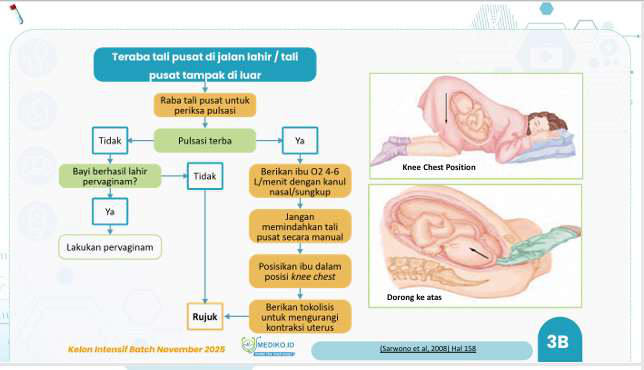 Teraba tali pusat di jalan lahir / tali
pusat tampak di luar
Raba tali pusat untuk
periksa pulsasi
Tidak
Pulsasi terba
Ya
Bayi berhasil lahir
pervaginam?
Tidak
Berikan ibu O2 4-6
L/menit dengan kanul
nasal/sungkup
Ya
Jangan
memindahkan tali
pusat secara manual
Lakukan pervaginam
Posisikan ibu dalam
posisi knee chest
Rujuk
Berikan tokolisis
untuk mengurangi
kontraksi uterus
Knee Chest Position
Dorong ke atas
Kelon Intensif Batch November 2025
MEDIKO.ID
(Sarwono et al, 2008) Hal 158
3B